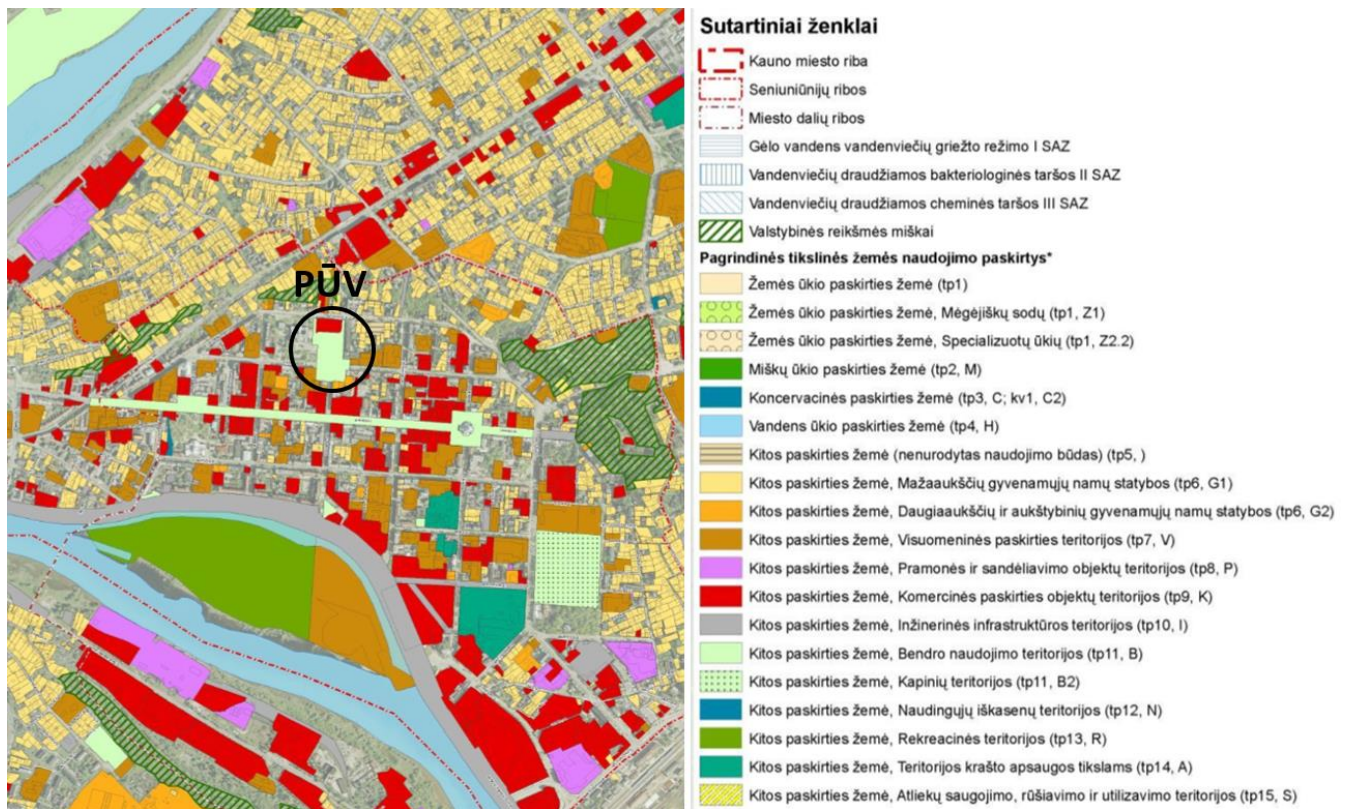 PŪV
Sutartiniai ženklai
Kauno miesto riba
Seniuniūnijų ribos
Miesto dalių ribos
Gėlo vandens vandenviečių griežto režimo I SAZ
Vandenviečių draudžiamos bakteriologinės taršos II SAZ
Vandenviečių draudžiamos cheminės taršos III SAZ
Valstybinės reikšmės miškai
Pagrindinės tikslinės žemės naudojimo paskirtys*
Žemės ūkio paskirties žemė (tp1)
Žemės ūkio paskirties žemė, Mėgėjiškų sodų (tp1, Z1)
Žemės ūkio paskirties žemė, Specializuotų ūkių (tp1, Z2.2)
Miškų ūkio paskirties žemė (tp2, M)
Koncervacinės paskirties žemė (tp3, C; kv1, C2)
Vandens ūkio paskirties žemė (tp4, H)
Kitos paskirties žemė (nenurodytas naudojimo būdas) (tp5, )
Kitos paskirties žemė, Mažaaukščių gyvenamųjų namų statybos (tp6, G1)
Kitos paskirties žemė, Daugiaaukščių ir aukštybinių gyvenamųjų namų statybos (tp6, G2)
Kitos paskirties žemė, Visuomeninės paskirties teritorijos (tp7, V)
Kitos paskirties žemė, Pramonės ir sandėliavimo objektų teritorijos (tp8, P)
Kitos paskirties žemė, Komercinės paskirties objektų teritorijos (tp9, K)
Kitos paskirties žemė, Inžinerinės infrastruktūros teritorijos (tp10, I)
Kitos paskirties žemė, Bendro naudojimo teritorijos (tp11, B)
Kitos paskirties žemė, Kapinių teritorijos (tp11, B2)
Kitos paskirties žemė, Naudingųjų iškasenų teritorijos (tp12, N)
Kitos paskirties žemė, Rekreacinės teritorijos (tp13, R)
Kitos paskirties žemė, Teritorijos krašto apsaugos tikslams (tp14, A)
Kitos paskirties žemė, Atliekų saugojimo, rūšiavimo ir utilizavimo teritorijos (tp15, S)